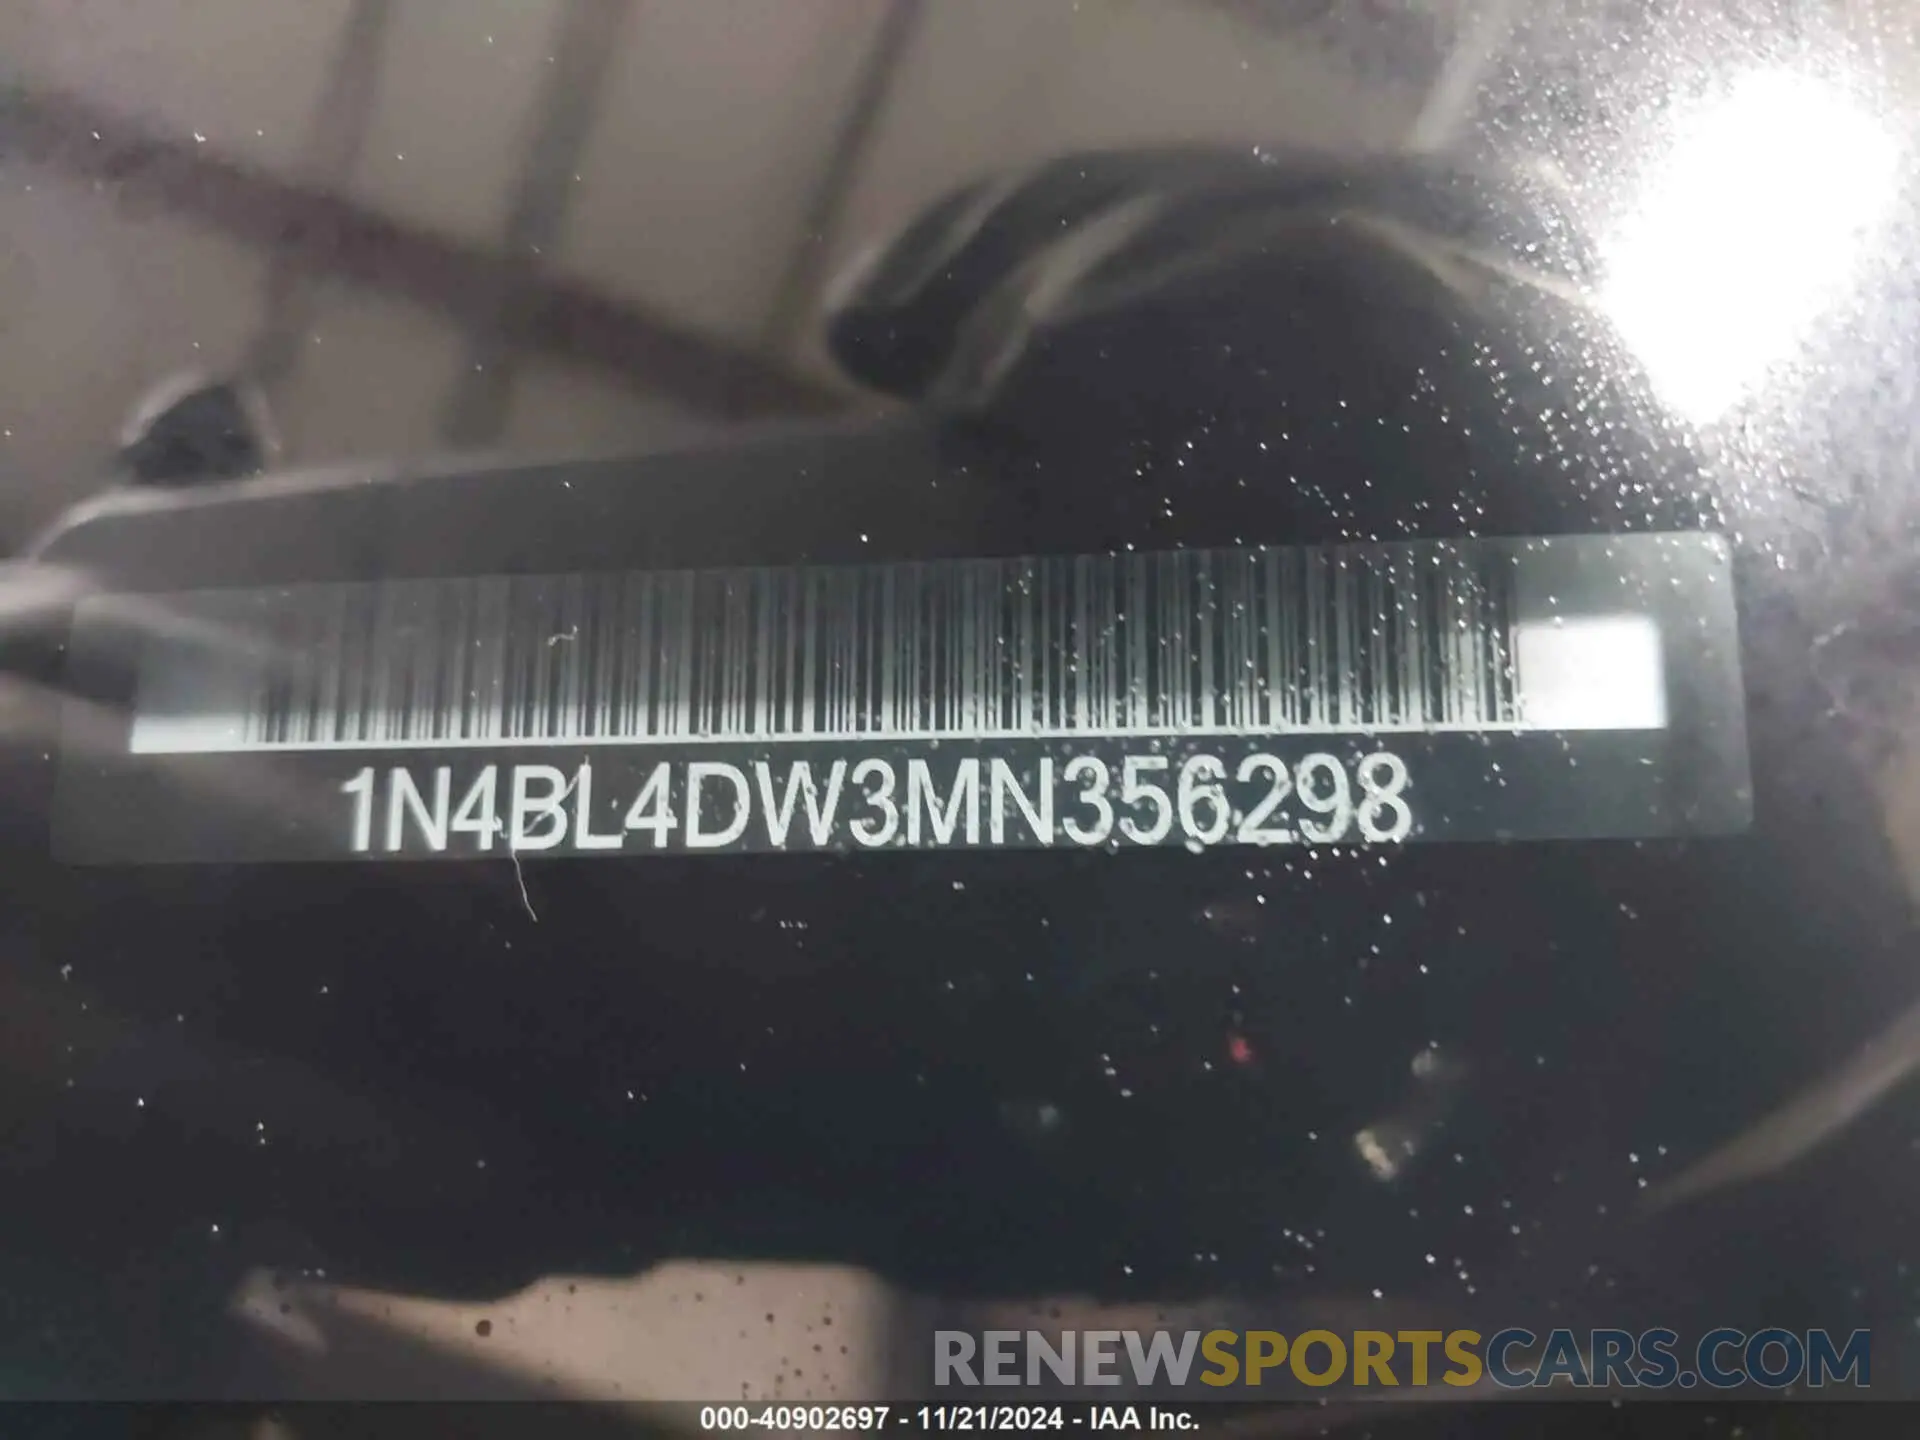 1N4BL4DW3MN356298
RENEWSPORTSCARS.COM
000-40902697 - 11/21/2024 - IAA Inc.